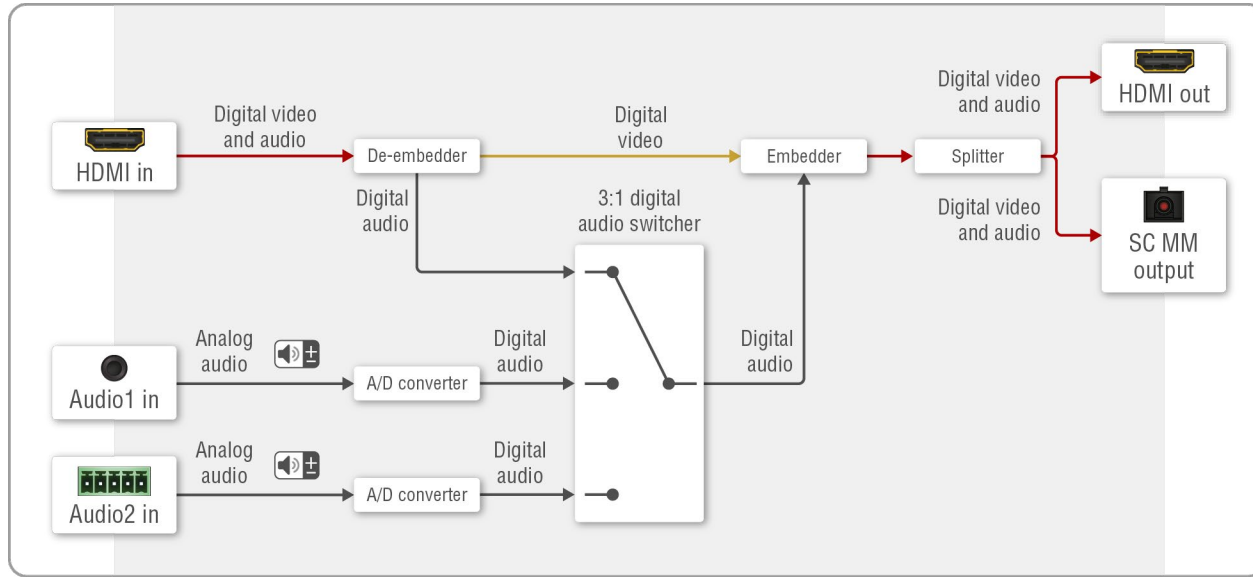 Digital video
and audio
HDMI out
Digital video
and audio
Digital
video
HDMI in
De-embedder
Embedder
Splitter
Digital
audio
3:1 digital
audio switcher
Digital video
and audio
SC MM
output
Analog
audio
Digital
audio
Digital
audio
Audio1 in
A/D converter
Analog
audio
Digital
audio
Audio2 in
A/D converter